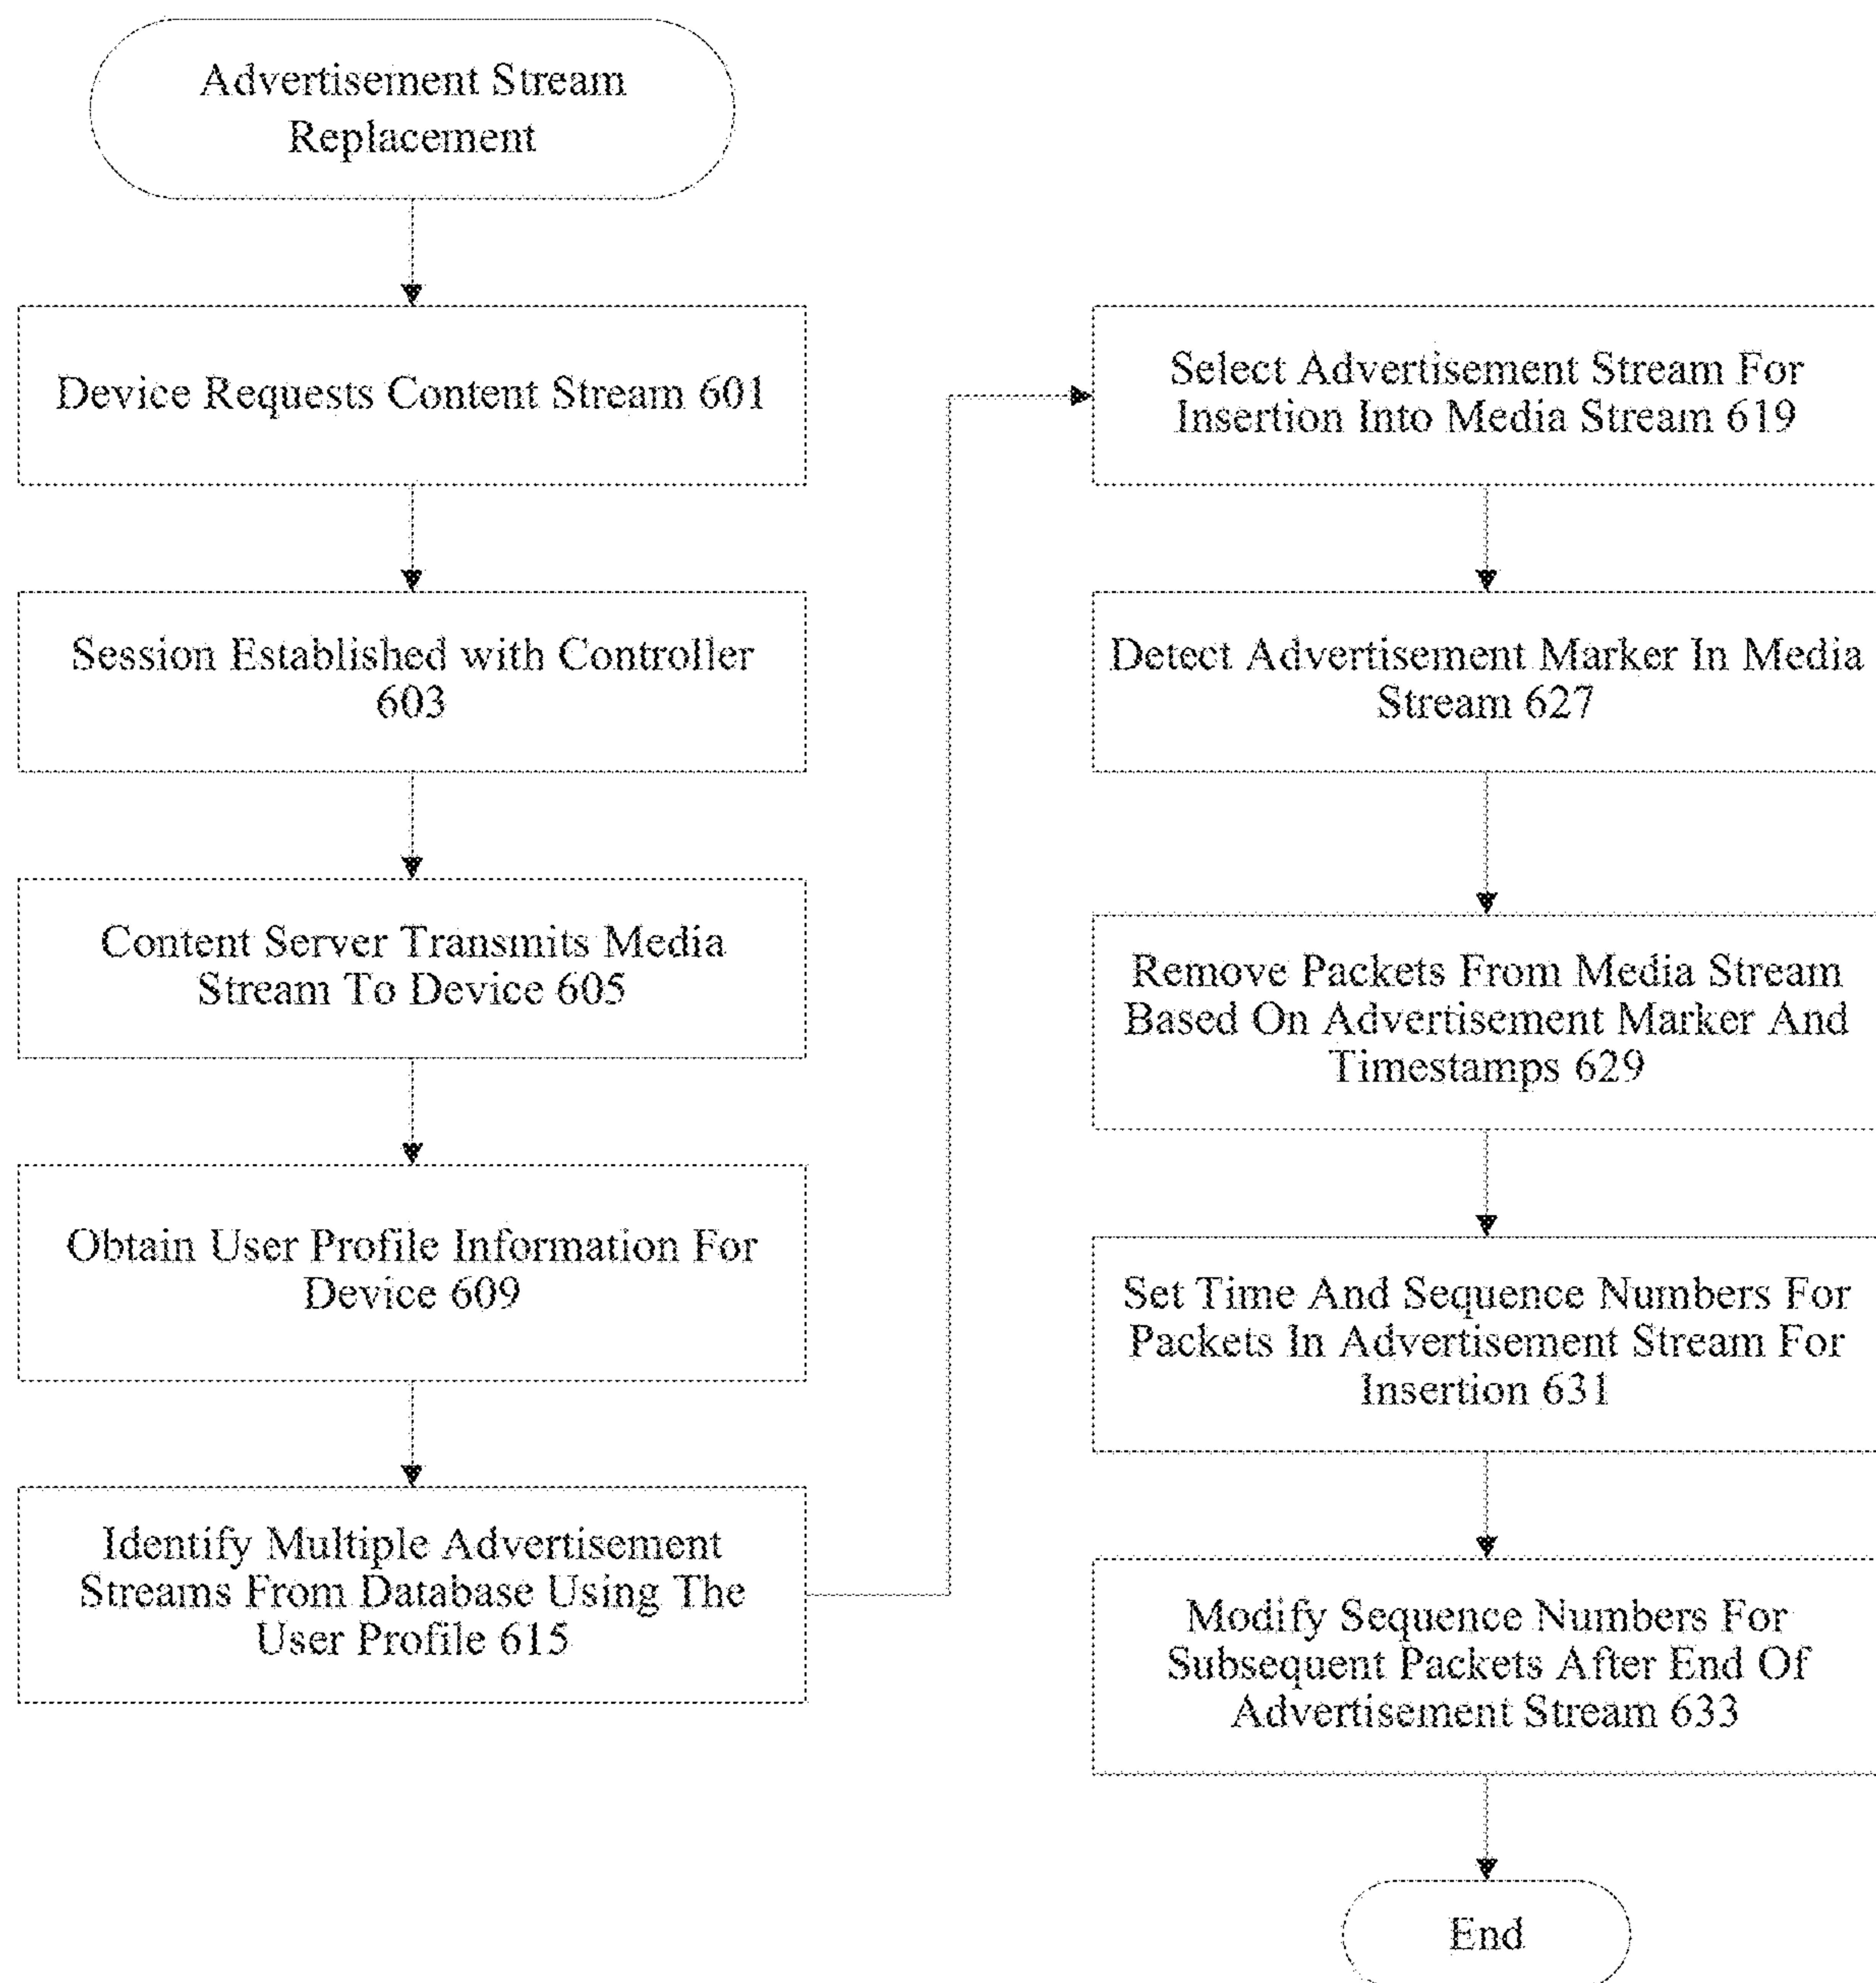 Advertisement Stream
Replacement
Device Requests Content Stream 601
Session Established with Controller
603
Content Server Transmits Media
Stream To Device 605
Obtain User Profile Information For
Device 609
Identify Multiple Advertisement
Streams From Database Using The
User Profile 615
Select Advertisement Stream For
Insertion Into Media Stream 619
Detect Advertisement Marker In Media
Stream 627
Remove Packets From Media Stream
Based On Advertisement Marker And
Timestamps 629
Set Time And Sequence Numbers For
Packets In Advertisement Stream For
Insertion 631
Modify Sequence Numbers For
Subsequent Packets After End Of
Advertisement Stream 633
End